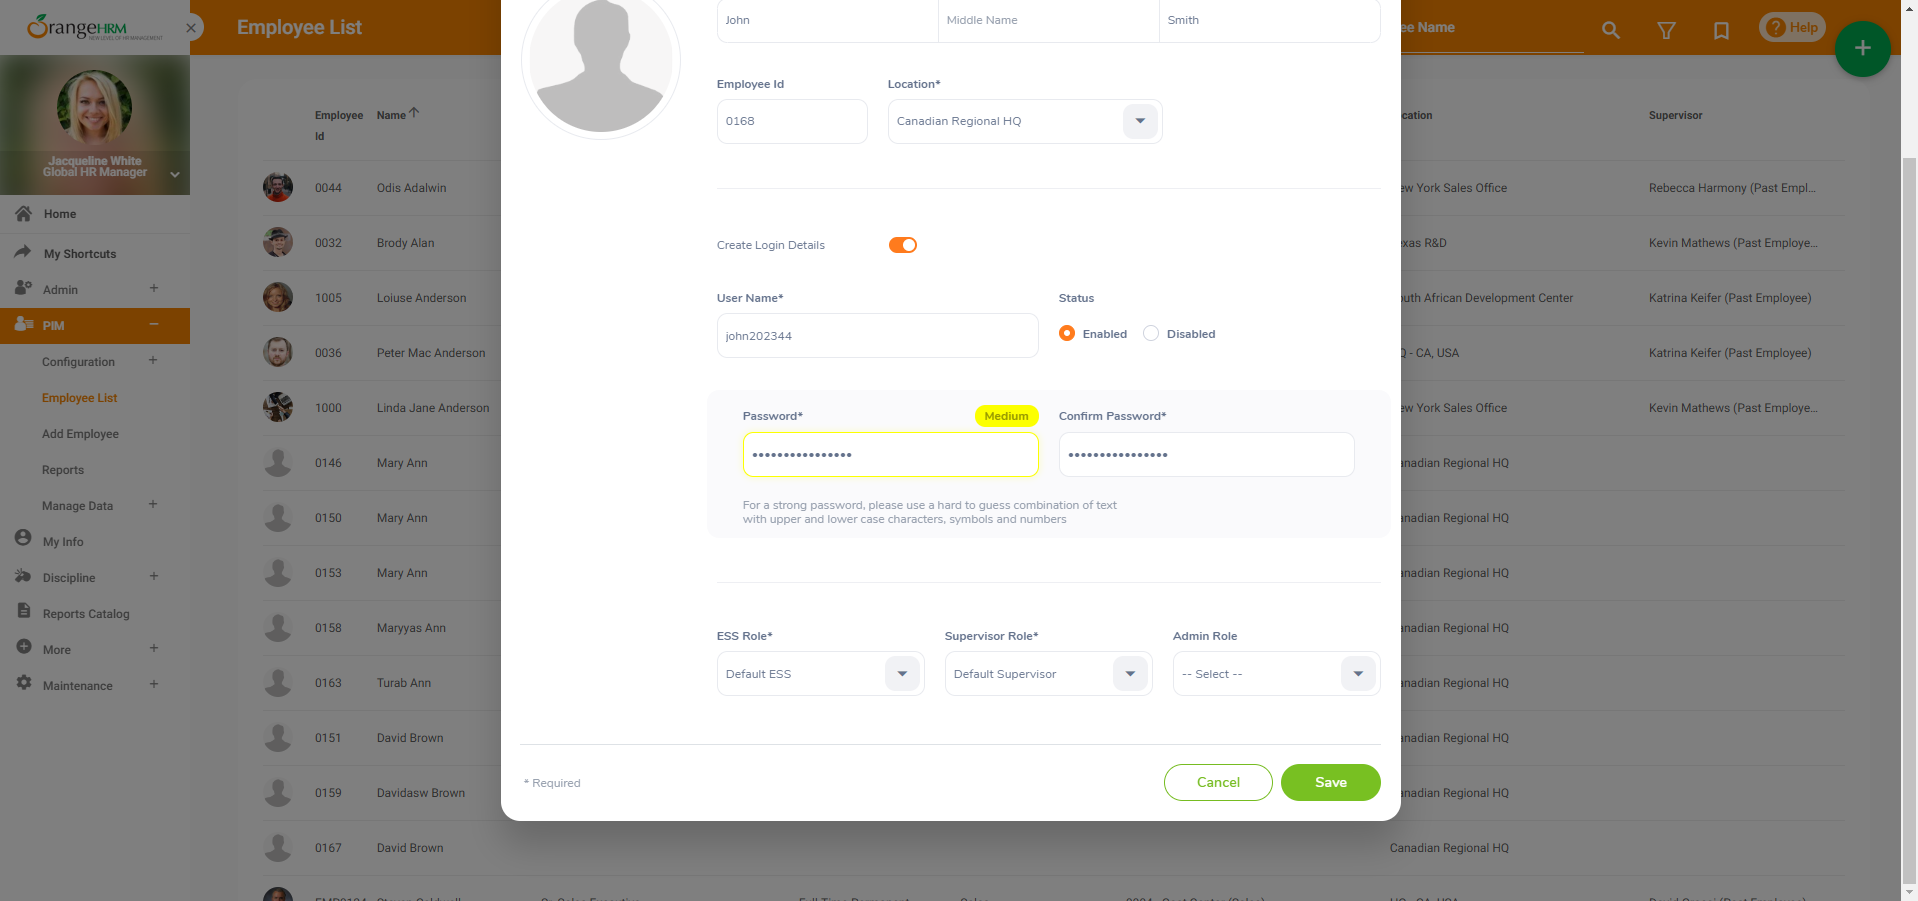 OrangeHRM
NEW LEVEL OF HR MANAGEMENT
Employee List
ee Name
Help
Jacqueline White
Global HR Manager
Home
My Shortcuts
Admin
PIM
Configuration
Employee List
Add Employee
Reports
Manage Data
My Info
Discipline
Reports Catalog
More
Maintenance
Employee Id
Name
cation
Supervisor
0044 Odis Adalwin
ew York Sales Office
Rebecca Harmony (Past Empl...
0032 Brody Alan
exas R&D
Kevin Mathews (Past Employe...
1005 Loiuse Anderson
outh African Development Center
Katrina Keifer (Past Employee)
0036 Peter Mac Anderson
Q - CA, USA
Katrina Keifer (Past Employee)
1000 Linda Jane Anderson
ew York Sales Office
Kevin Mathews (Past Employe...
0146 Mary Ann
anadian Regional HQ
0150 Mary Ann
anadian Regional HQ
0153 Mary Ann
anadian Regional HQ
0158 Maryyas Ann
anadian Regional HQ
0163 Turab Ann
anadian Regional HQ
0151 David Brown
anadian Regional HQ
0159 Davidasw Brown
anadian Regional HQ
0167 David Brown
Canadian Regional HQ
John
Middle Name
Smith
Employee Id
Location*
0168
Canadian Regional HQ
Create Login Details
User Name*
Status
john202344
Enabled
Disabled
Password*
Medium
Confirm Password*
For a strong password, please use a hard to guess combination of text
with upper and lower case characters, symbols and numbers
ESS Role*
Supervisor Role*
Admin Role
Default ESS
Default Supervisor
-- Select --
* Required
Cancel
Save